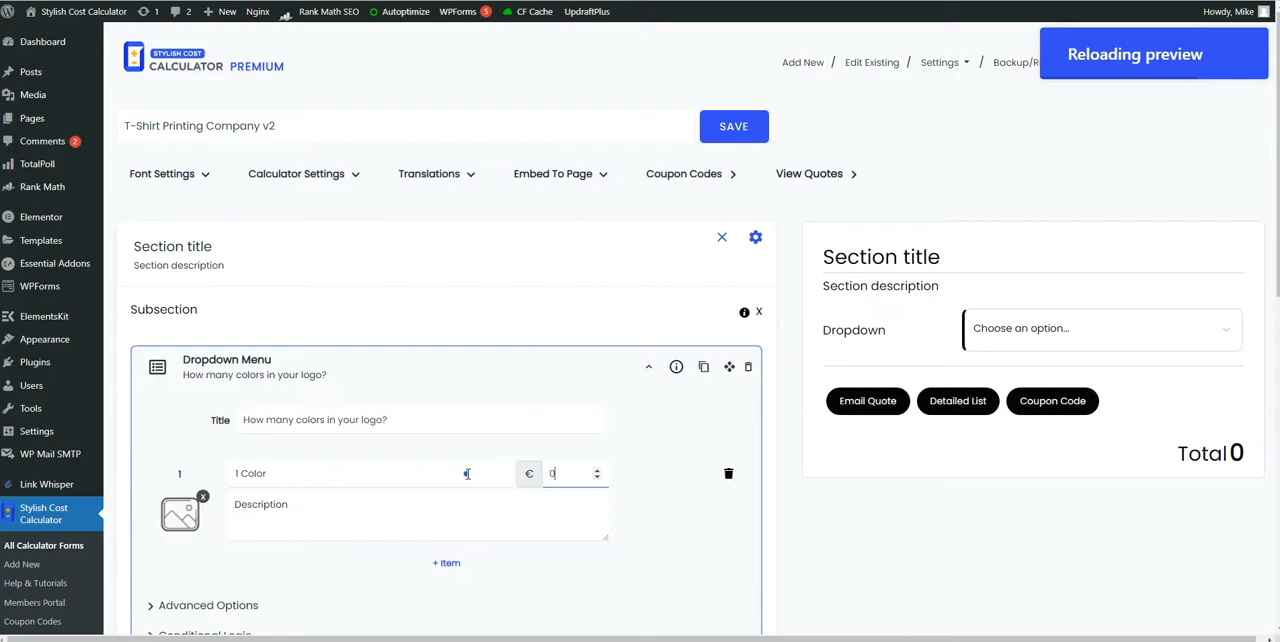 Stylish Cost Calculator 1 2 New Nginx Rank Math SEO Autoptimize WPForms 5 CF Cache UpdraftPlus Howdy, Mike
Dashboard
Posts
Media
Pages
Comments 2
TotalPoll
Rank Math
Elementor
Templates
Essential Addons
WPForms
ElementsKit
Appearance
Plugins
Users
Tools
Settings
WP Mail SMTP
Link Whisper
Stylish Cost
Calculator
All Calculator Forms
Add New
Help & Tutorials
Members Portal
Coupon Codes
STYLISH COST
CALCULATOR PREMIUM
Add New / Edit Existing / Settings / Backup/R
Reloading preview
T-Shirt Printing Company v2
SAVE
Font Settings Calculator Settings Translations Embed To Page Coupon Codes View Quotes
Section title
Section description
Subsection
X
Dropdown Menu
How many colors in your logo?
Title How many colors in your logo?
1 1 Color € 0
x
Description
+ Item
Advanced Options
Conditional Logic
Section title
Section description
Dropdown Choose an option...
Email Quote Detailed List Coupon Code
Total 0